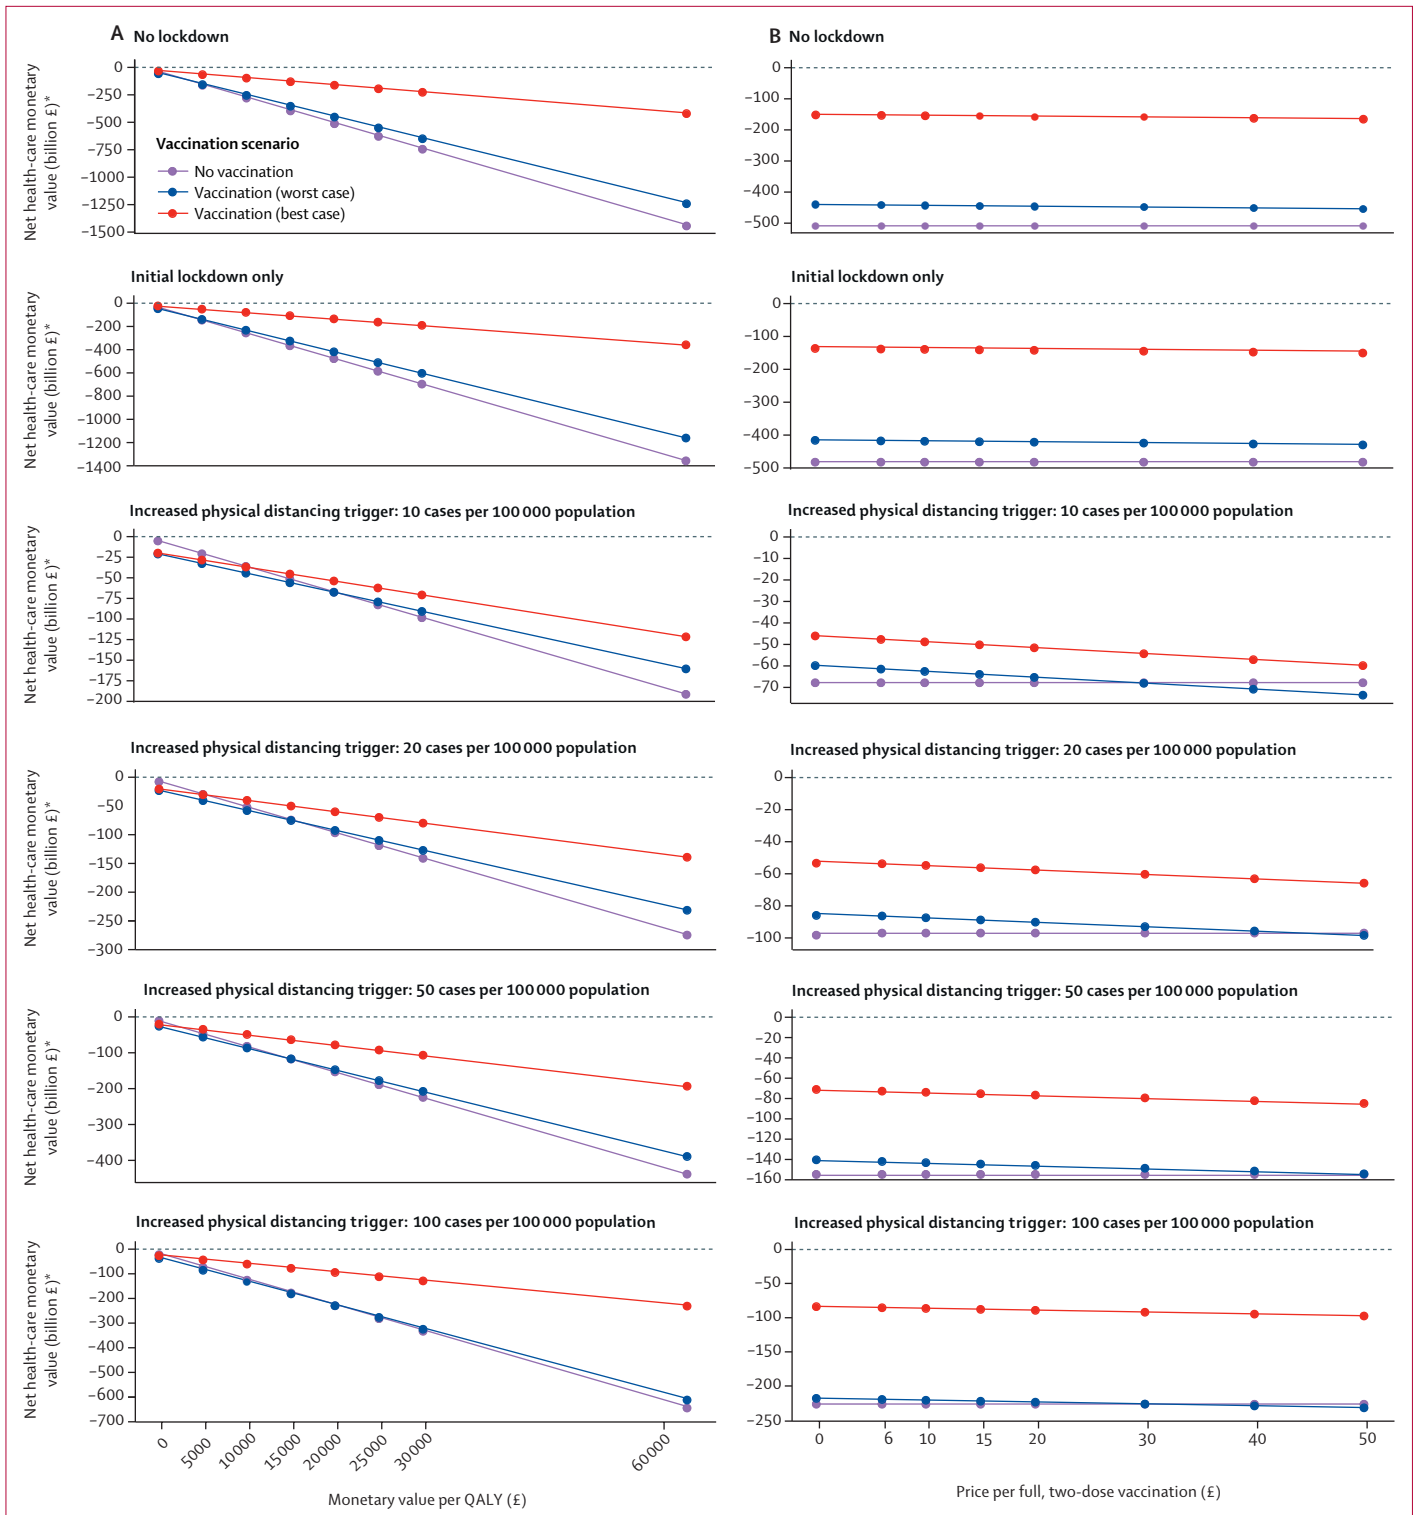 A No lockdown
Net health-care monetary
value (billion £)*
0
–250
–500
–750
–1000
–1250
–1500
Vaccination scenario
No vaccination
Vaccination (worst case)
Vaccination (best case)
B No lockdown
0
–100
–200
–300
–400
–500
Initial lockdown only
Net health-care monetary
value (billion £)*
0
–200
–400
–600
–800
–1000
–1200
–1400
Initial lockdown only
0
–100
–200
–300
–400
–500
Increased physical distancing trigger: 10 cases per 100 000 population
Net health-care monetary
value (billion £)*
0
–25
–50
–75
–100
–125
–150
–175
–200
Increased physical distancing trigger: 10 cases per 100 000 population
0
–10
–20
–30
–40
–50
–60
–70
Increased physical distancing trigger: 20 cases per 100 000 population
Net health-care monetary
value (billion £)*
0
–50
–100
–150
–200
–250
–300
Increased physical distancing trigger: 20 cases per 100 000 population
0
–20
–40
–60
–80
–100
Increased physical distancing trigger: 50 cases per 100 000 population
Net health-care monetary
value (billion £)*
0
–100
–200
–300
–400
Increased physical distancing trigger: 50 cases per 100 000 population
0
–20
–40
–60
–80
–100
–120
–140
–160
Increased physical distancing trigger: 100 cases per 100 000 population
Net health-care monetary
value (billion £)*
0
–100
–200
–300
–400
–500
–600
–700
0 5000 10 000 15 000 20 000 25 000 30 000 60 000
Monetary value per QALY (£)
Increased physical distancing trigger: 100 cases per 100 000 population
0
–50
–100
–150
–200
–250
0 6 10 15 20 30 40 50
Price per full, two-dose vaccination (£)